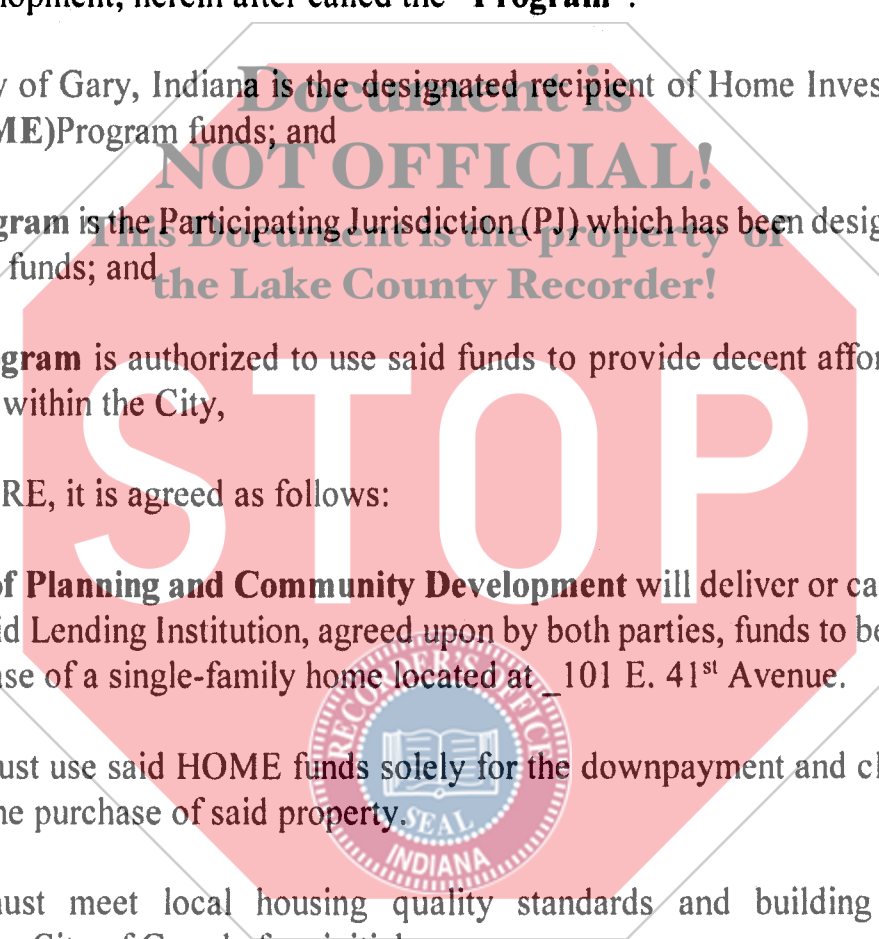 lopment, herein after called the "Program".
y of Gary, Indiana is the designated recipient of Home Inves
ME)Program funds; and
gram is the Participating Jurisdiction (PJ) which has been desig
funds; and
gram is authorized to use said funds to provide decent affor
within the City,
RE, it is agreed as follows:
of Planning and Community Development will deliver or ca
id Lending Institution, agreed upon by both parties, funds to be
ase of a single-family home located at _101 E. 41st Avenue.
ust use said HOME funds solely for the downpayment and cl
he purchase of said property.
ust meet local housing quality standards and building
Document is
NOT OFFICIAL!
This Document is the property of
the Lake County Recorder!
STOP
RECORDER'S OFFICE
SEAL
INDIANA